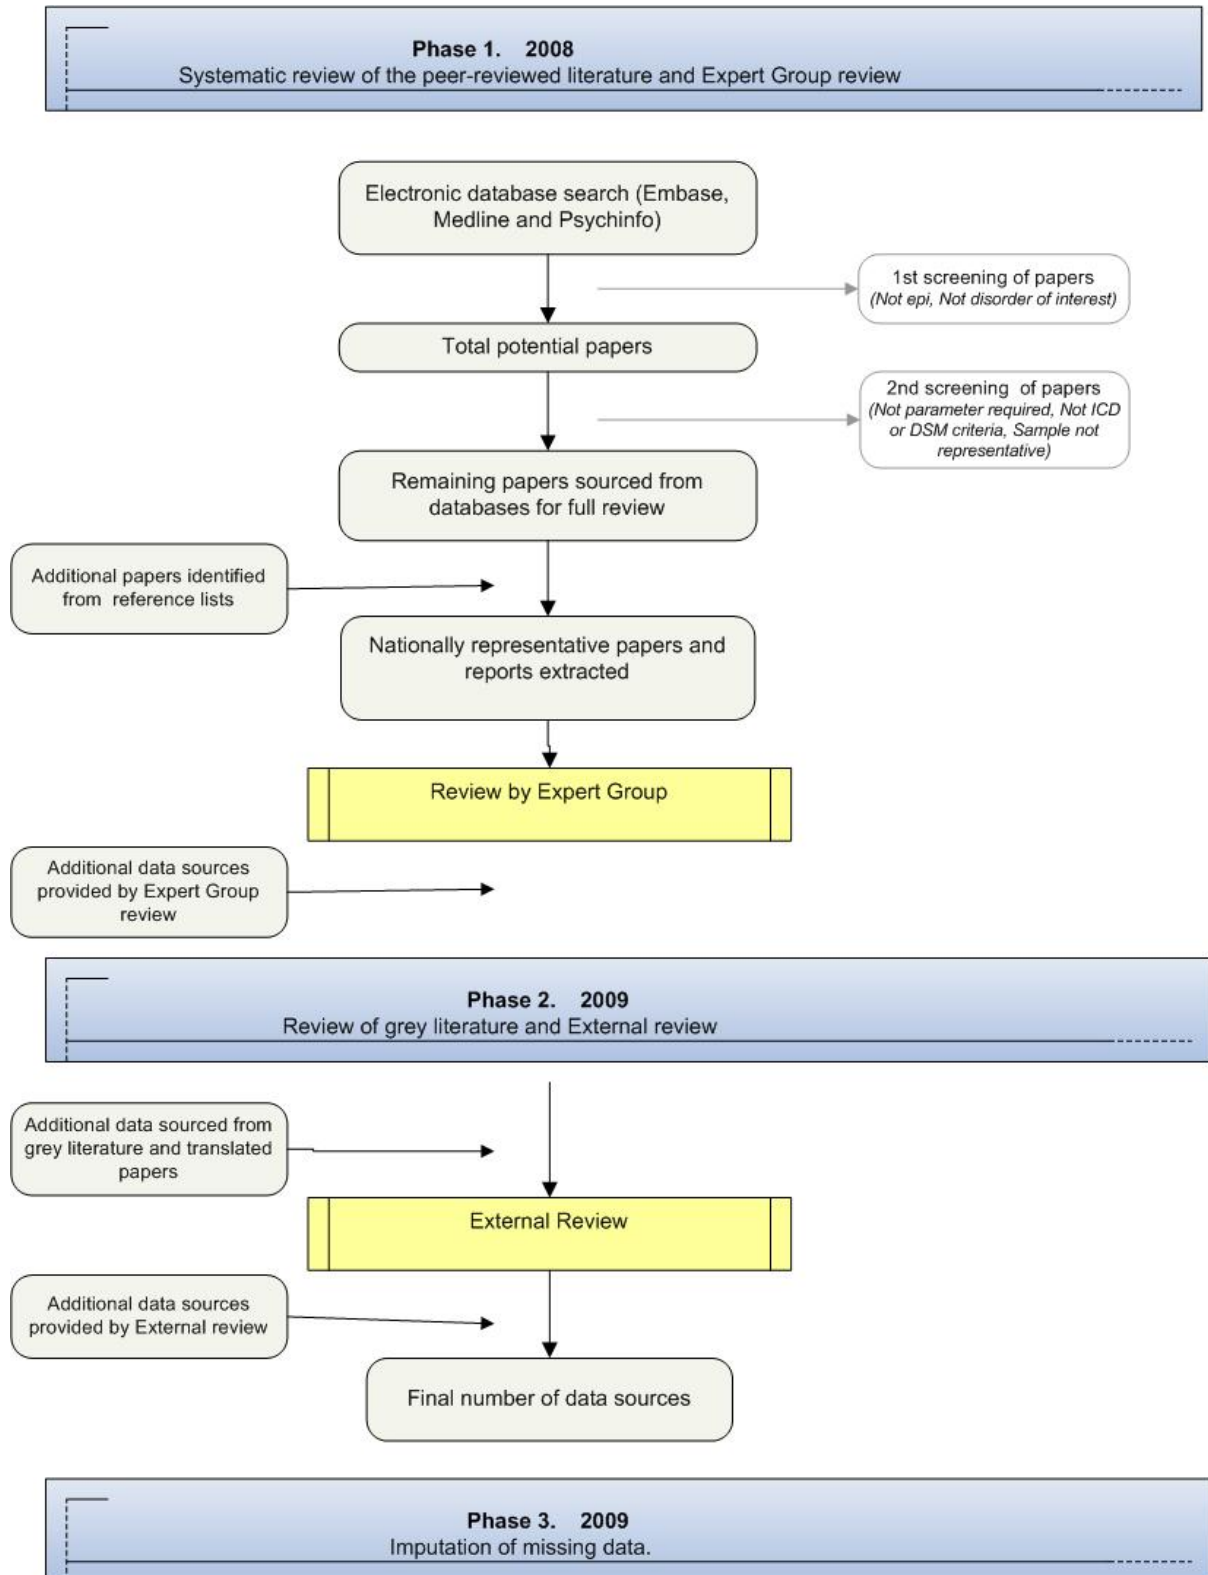 Phase 1. 2008
Systematic review of the peer-reviewed literature and Expert Group review
Electronic database search (Embase,
Medline and Psychinfo)
1st screening of papers
(Not epi, Not disorder of interest)
Total potential papers
2nd screening of papers
(Not parameter required, Not ICD
or DSM criteria, Sample not
representative)
Remaining papers sourced from
databases for full review
Additional papers identified
from reference lists
Nationally representative papers and
reports extracted
Review by Expert Group
Additional data sources
provided by Expert Group
review
Phase 2. 2009
Review of grey literature and External review
Additional data sourced from
grey literature and translated
papers
External Review
Additional data sources
provided by External review
Final number of data sources
Phase 3. 2009
Imputation of missing data.